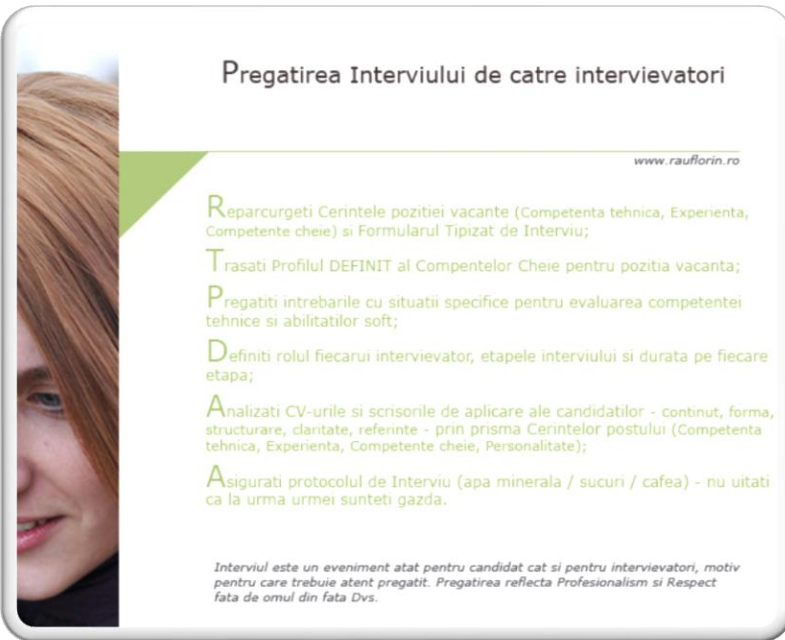 Pregatirea Interviului de catre intervievatori
www.rauflorin.ro
Reparcurgeti Cerintele pozitiei vacante (Competenta tehnica, Experienta,
Competente cheie) si Formularul Tipizat de Interviu;
Trasati Profilul DEFINIT al Compentelor Cheie pentru pozitia vacanta;
Pregatiti intrebarile cu situatii specifice pentru evaluarea competentei
tehnice si abilitatilor soft;
Definiti rolul fiecarui intervievator, etapele interviului si durata pe fiecare
etapa;
Analizati CV-urile si scrisorile de aplicare ale candidatilor - continut, forma,
structurare, claritate, referinte - prin prisma Cerintelor postului (Competenta
tehnica, Experienta, Competente cheie, Personalitate);
Asigurati protocolul de Interviu (apa minerala / sucuri / cafea) - nu uitati
ca la urma urmei sunteti gazda.
Interviul este un eveniment atat pentru candidat cat si pentru intervievatori, motiv
pentru care trebuie atent pregatit. Pregatirea reflecta Profesionalism si Respect
fata de omul din fata Dvs.